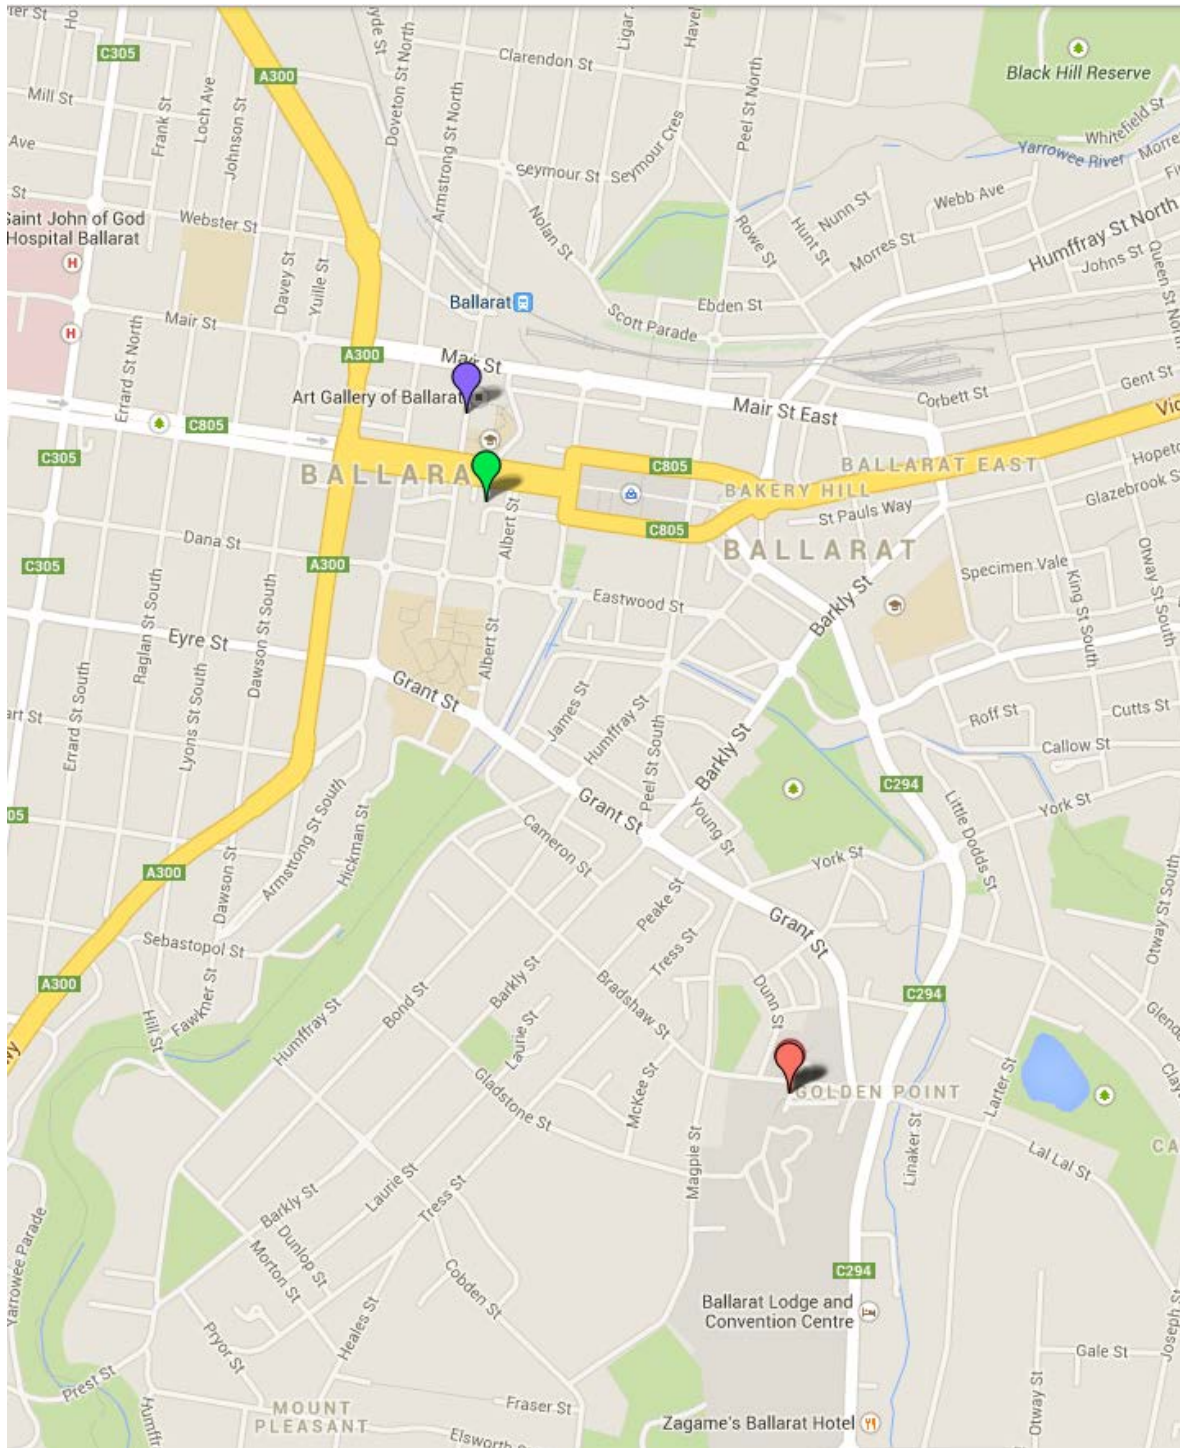 C305
A300
Clarendon St
Black Hill Reserve
Mill St
Frank St
Loch Ave
Johnson St
Doveton St North
Armstrong St North
Peel St North
Whitefield St
Yarrowee River
Ave
St
Seymour St
Seymour Cres
Webb Ave
Nunn St
Hunt St
Rowe St
Nolan St
Morres St
Humffray St North
Johns St
Saint John of God
Hospital Ballarat
H
Webster St
Davey St
Yuille St
Ballarat
Ebden St
Scott Parade
H
Mair St
Errard St North
A300
Mair St
Art Gallery of Ballarat
Mair St East
Corbett St
Gent St
C805
C305
C805
BALLARAT EAST
BAKERY HILL
Glazebrook S
St Pauls Way
C805
BALLARAT
Albert St
Dana St
A300
C305
Specimen Vale
King St South
Otway St South
Eastwood St
Barkly St
Eyre St
Raglan St South
Dawson St South
Lyons St South
Errard St South
Albert St
Grant St
James St
Humffray St
Peel St South
Barkly St
Roff St
Cutts St
Callow St
art St
C294
York St
Little Dodds St
05
Grant St
Young St
Cameron St
York St
Armstrong St South
Hickman St
A300
Dawson St
Peake St
Tress St
Grant St
Otway St South
Sebastopol St
A300
Fawkner St
Hill St
Humffray St
Bond St
Barkly St
Laurie St
Bradshaw St
Dunn St
C294
McKee St
Gladstone St
GOLDEN POINT
Larter St
Linaker St
Lal Lal St
CA
Magpie St
Laurie St
Tress St
Barkly St
Dunlop St
Morton St
Cobden St
Heales St
Pryor St
Yarrowee Parade
Prest St
C294
Ballarat Lodge and
Convention Centre
Joseph St
Gale St
Otway St
Fraser St
MOUNT
PLEASANT
Zagame's Ballarat Hotel